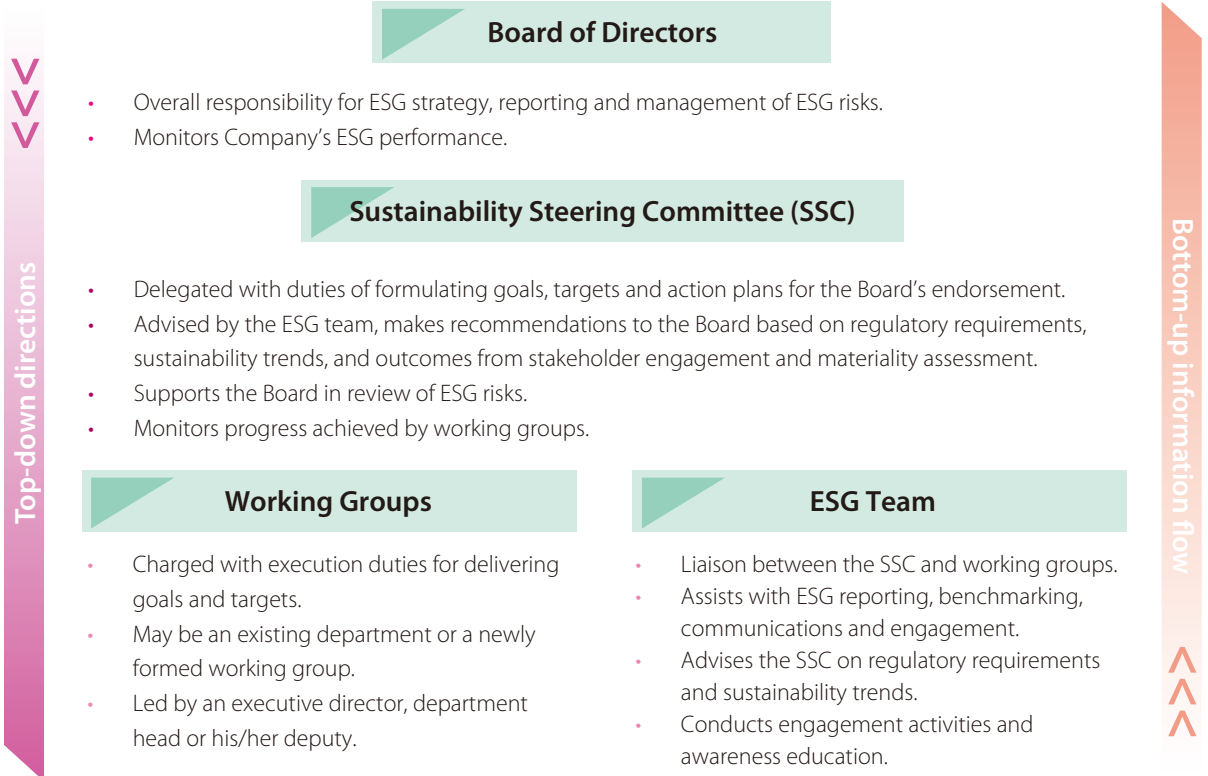 Board of Directors
• Overall responsibility for ESG strategy, reporting and management of ESG risks.
• Monitors Company's ESG performance.
Sustainability Steering Committee (SSC)
• Delegated with duties of formulating goals, targets and action plans for the Board's endorsement.
• Advised by the ESG team, makes recommendations to the Board based on regulatory requirements,
sustainability trends, and outcomes from stakeholder engagement and materiality assessment.
• Supports the Board in review of ESG risks.
• Monitors progress achieved by working groups.
Working Groups
• Charged with execution duties for delivering
goals and targets.
• May be an existing department or a newly
formed working group.
• Led by an executive director, department
head or his/her deputy.
ESG Team
• Liaison between the SSC and working groups.
• Assists with ESG reporting, benchmarking,
communications and engagement.
• Advises the SSC on regulatory requirements
and sustainability trends.
• Conducts engagement activities and
awareness education.
Top-down directions
Bottom-up information flow